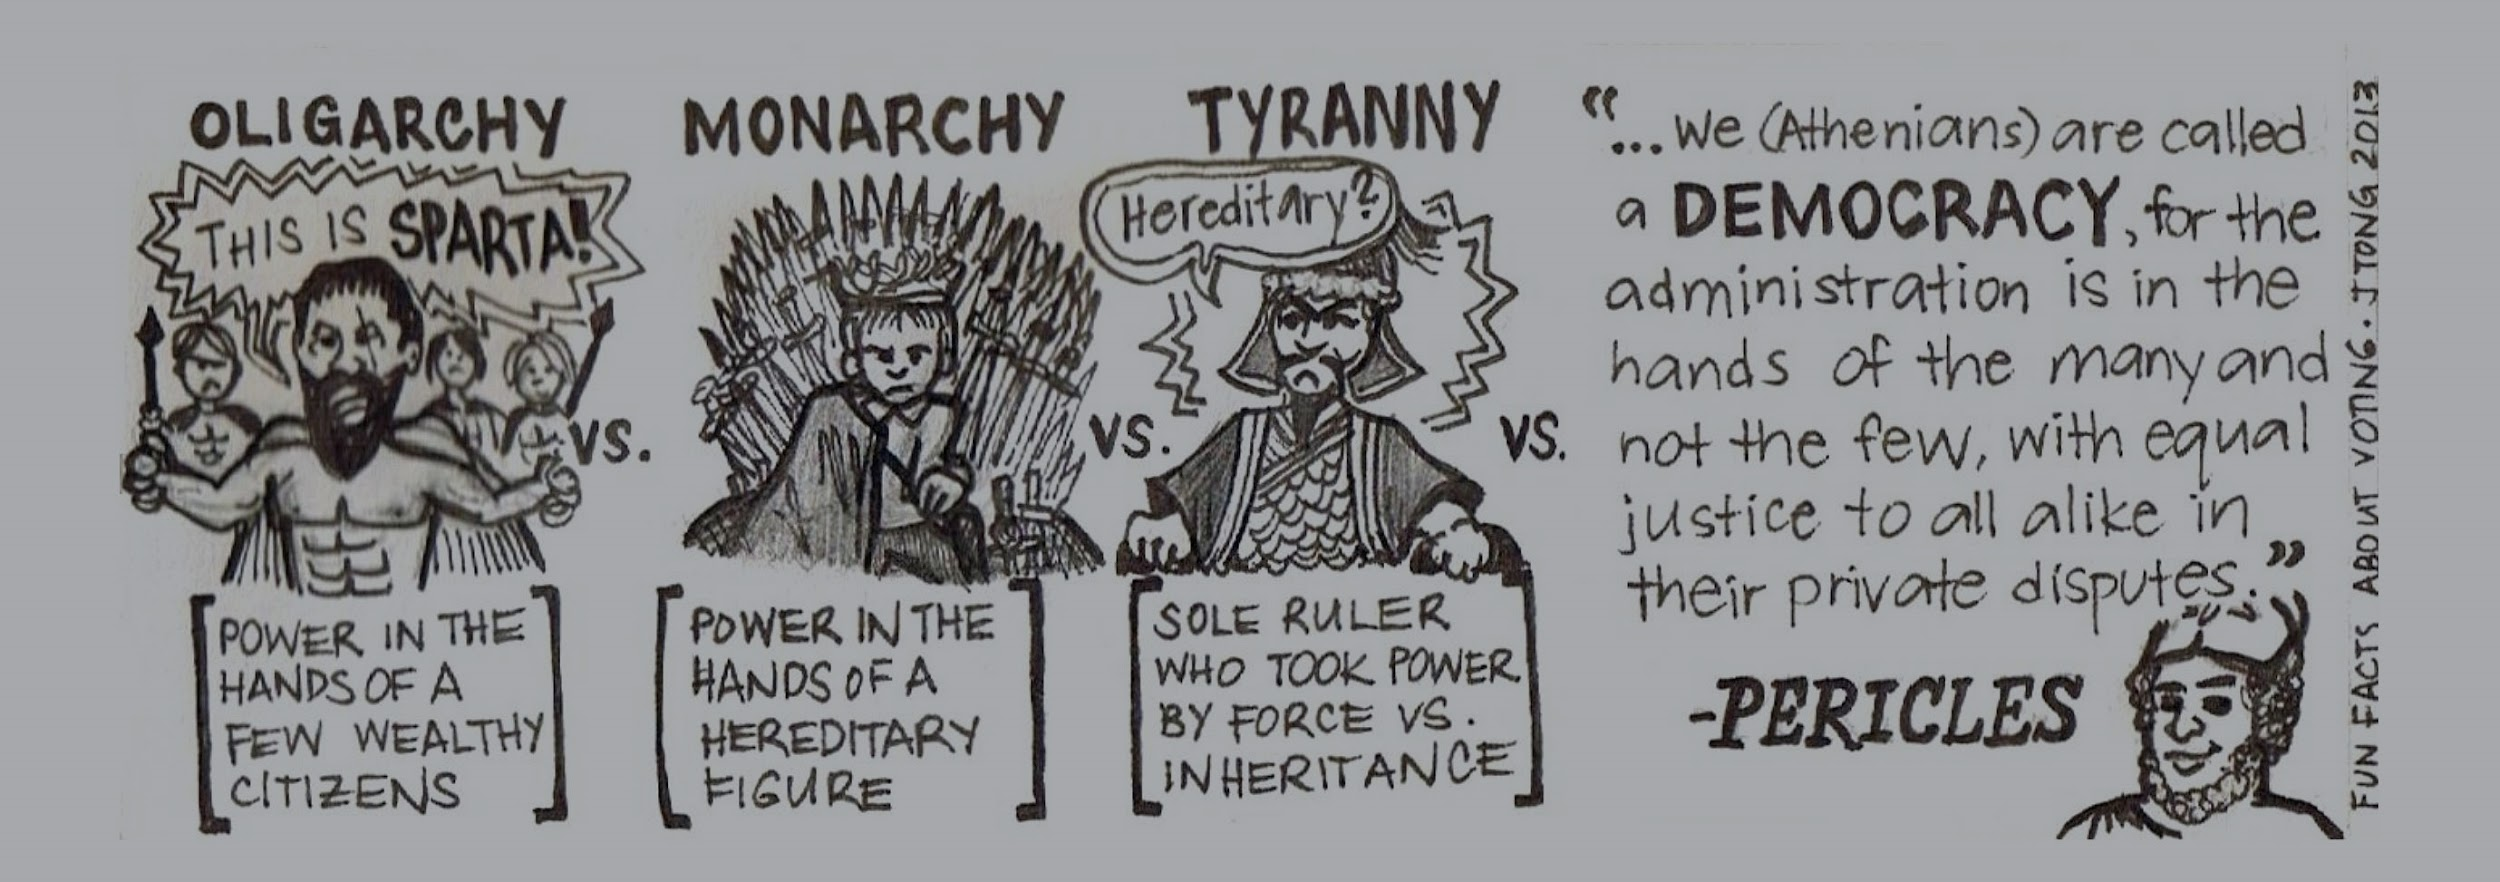 OLIGARCHY
THIS IS SPARTA!
[POWER IN THE
HANDS OF A
FEW WEALTHY
CITIZENS]
VS.
MONARCHY
[POWER IN THE
HANDS OF A
HEREDITARY
FIGURE]
VS.
TYRANNY
Hereditary?
[SOLE RULER
WHO TOOK POWER
BY FORCE VS.
INHERITANCE]
VS.
"...we (Athenians) are called
a DEMOCRACY, for the
administration is in the
hands of the many and
not the few, with equal
justice to all alike in
their private disputes."
-PERICLES
FUN FACTS ABOUT VOTING. JTONG 2013